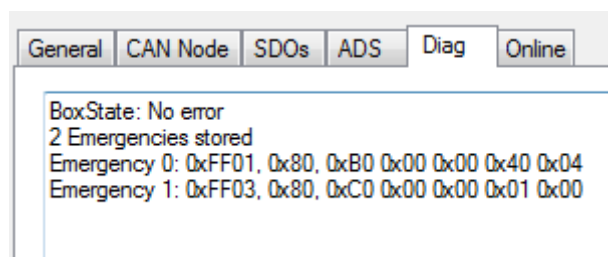 General CAN Node SDOs ADS Diag Online
BoxState: No error
2 Emergencies stored
Emergency 0: 0xFF01, 0x80, 0xB0 0x00 0x00 0x40 0x04
Emergency 1: 0xFF03, 0x80, 0xC0 0x00 0x00 0x01 0x00